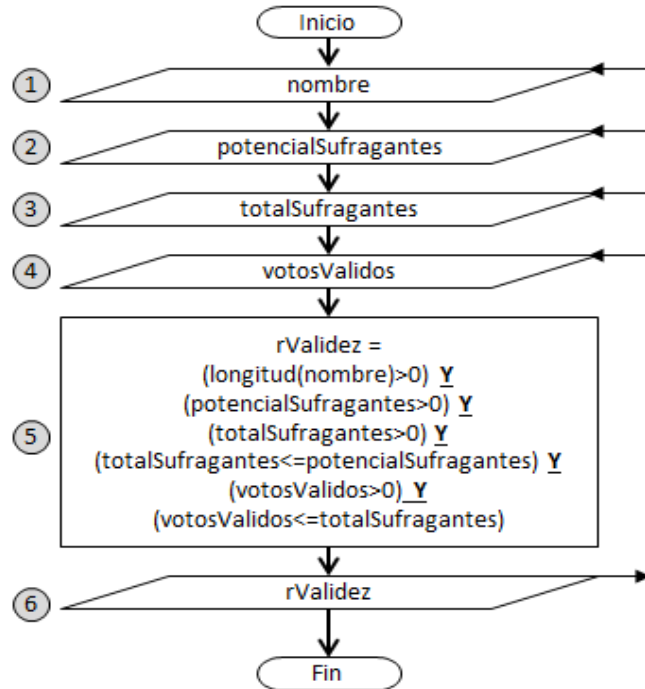 Inicio
1
nombre
2
potencialSufragantes
3
totalSufragantes
4
votosValidos
5
rValidez =
(longitud(nombre)>0) Y
(potencialSufragantes>0) Y
(totalSufragantes>0) Y
(totalSufragantes<=potencialSufragantes) Y
(votosValidos>0) Y
(votosValidos<=totalSufragantes)
6
rValidez
Fin